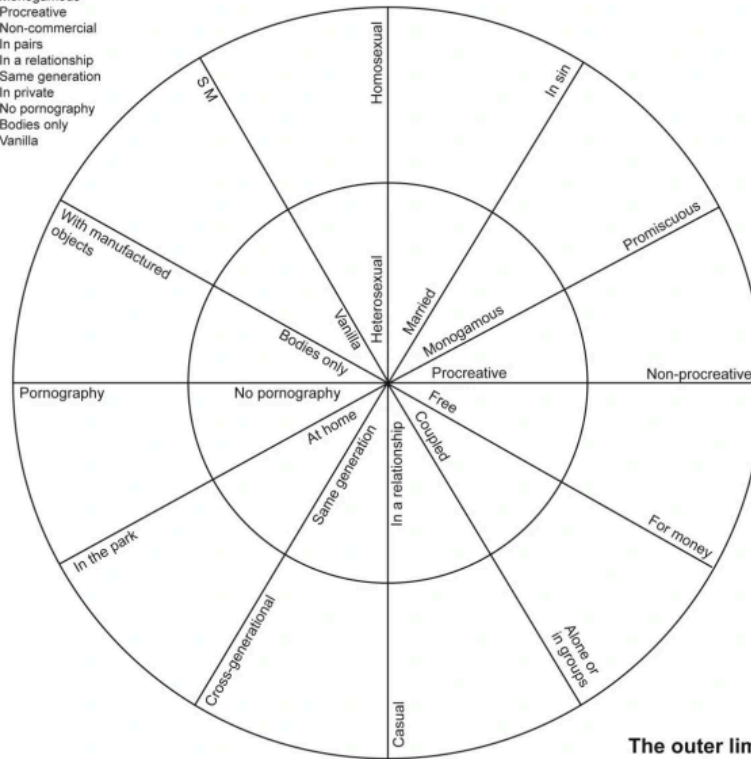 Procreative
Non-commercial
In pairs
In a relationship
Same generation
In private
No pornography
Bodies only
Vanilla
S M
Homosexual
In sin
Promiscuous
With manufactured
objects
Vanilla
Heterosexual
Married
Monogamous
Bodies only
Procreative
Non-procreative
Pornography
No pornography
Free
At home
Coupled
Same generation
In a relationship
In the park
For money
Cross-generational
Casual
Alone or
in groups
The outer lim